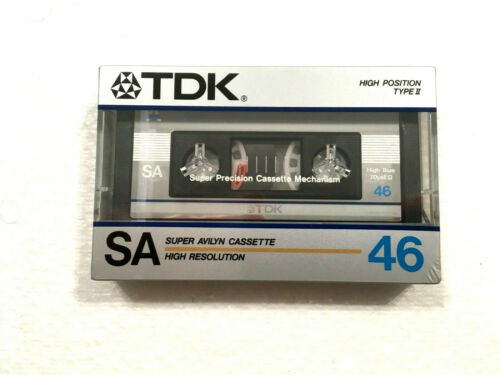 TDK®
HIGH POSITION
TYPE II
SA
High Bias
70μsEQ
46
Super Precision Cassette Mechanism
TDK
SA
SUPER AVILYN CASSETTE
HIGH RESOLUTION
46